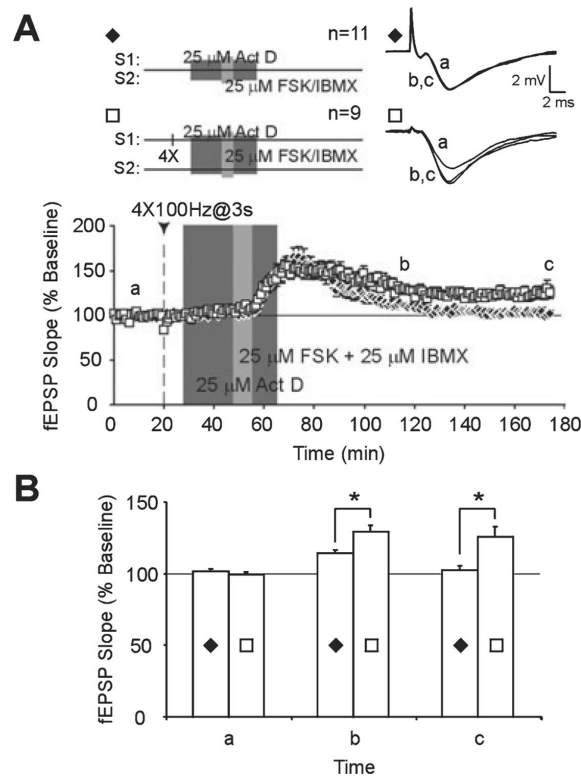 A
n=11
S1: 25 µM Act D
S2: 25 µM FSK/IBMX
a
b,c
2 mV
2 ms
n=9
S1: 25 µM Act D
4X 25 µM FSK/IBMX
S2:
a
b,c
4X100Hz@3s
200
150
100
50
0
a
b
c
25 µM FSK + 25 µM IBMX
25 µM Act D
fEPSP Slope (% Baseline)
0 20 40 60 80 100 120 140 160 180
Time (min)
B
fEPSP Slope (% Baseline)
150
100
50
0
* *
a b c
Time